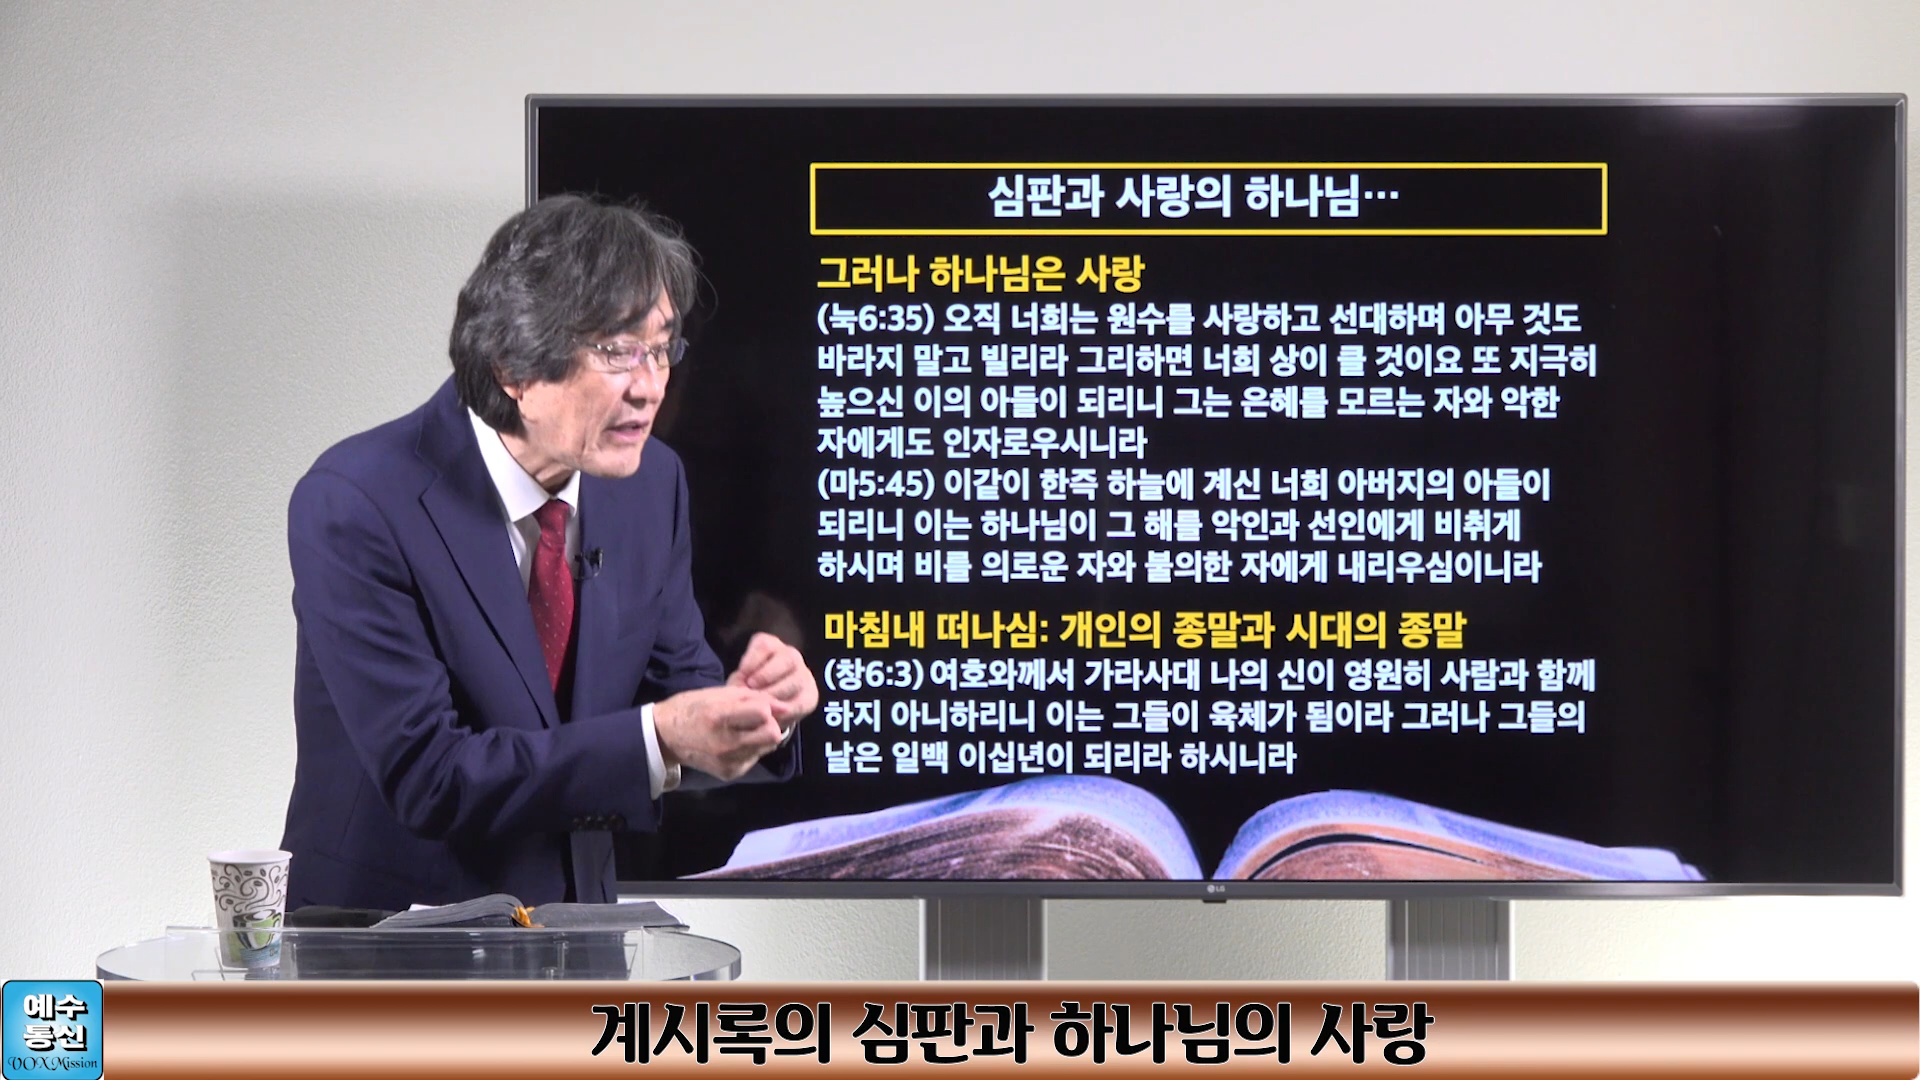 심판과 사랑의 하나님…
그러나 하나님은 사랑
(눅6:35) 오직 너희는 원수를 사랑하고 선대하며 아무 것도
바라지 말고 빌리라 그리하면 너희 상이 클 것이요 또 지극히
높으신 이의 아들이 되리니 그는 은혜를 모르는 자와 악한
자에게도 인자로우시니라
(마5:45) 이같이 한즉 하늘에 계신 너희 아버지의 아들이
되리니 이는 하나님이 그 해를 악인과 선인에게 비취게
하시며 비를 의로운 자와 불의한 자에게 내리우심이니라
마침내 떠나심: 개인의 종말과 시대의 종말
(창6:3) 여호와께서 가라사대 나의 신이 영원히 사람과 함께
하지 아니하리니 이는 그들이 육체가 됨이라 그러나 그들의
날은 일백 이십년이 되리라 하시니라
LG
예수
통신
VOX Mission
계시록의 심판과 하나님의 사랑